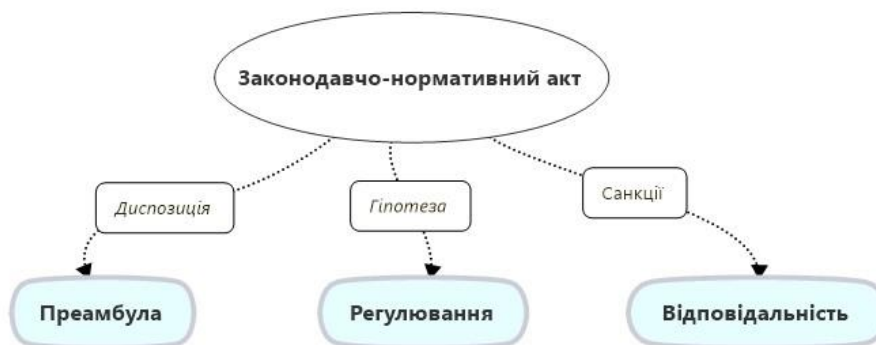 Законодавчо-нормативний акт
Диспозиція
Гіпотеза
Санкції
Преамбула
Регулювання
Відповідальність